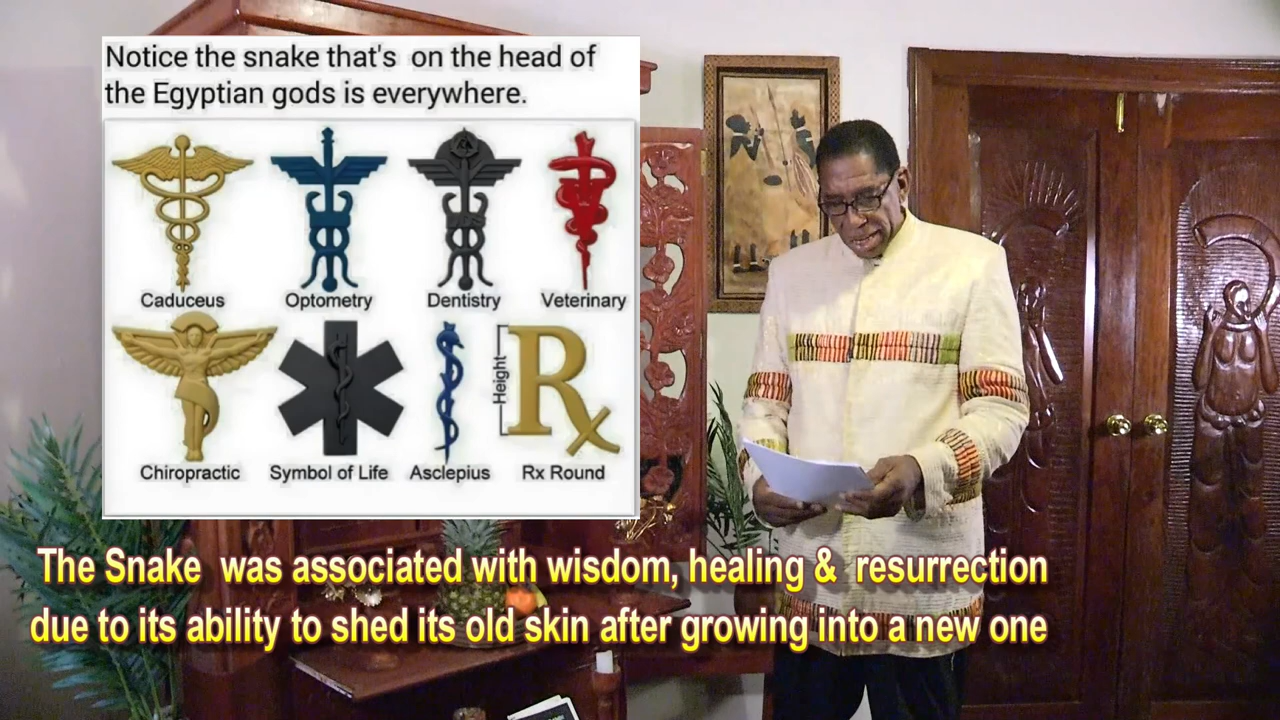 Notice the snake that's on the head of
the Egyptian gods is everywhere.
Caduceus Optometry Dentistry Veterinary
Height
Rx
Chiropractic Symbol of Life Asclepius Rx Round
The Snake was associated with wisdom, healing & resurrection
due to its ability to shed its old skin after growing into a new one